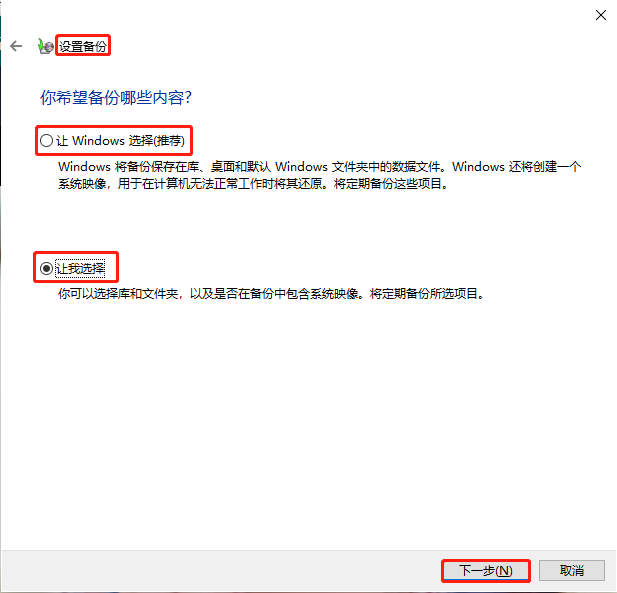 设置备份
你希望备份哪些内容?
让 Windows 选择(推荐)
Windows 将备份保存在库、桌面和默认 Windows 文件夹中的数据文件。Windows 还将创建一个
系统映像，用于在计算机无法正常工作时将其还原。将定期备份这些项目。
让我选择
你可以选择库和文件夹，以及是否在备份中包含系统映像。将定期备份所选项目。
下一步(N)
取消